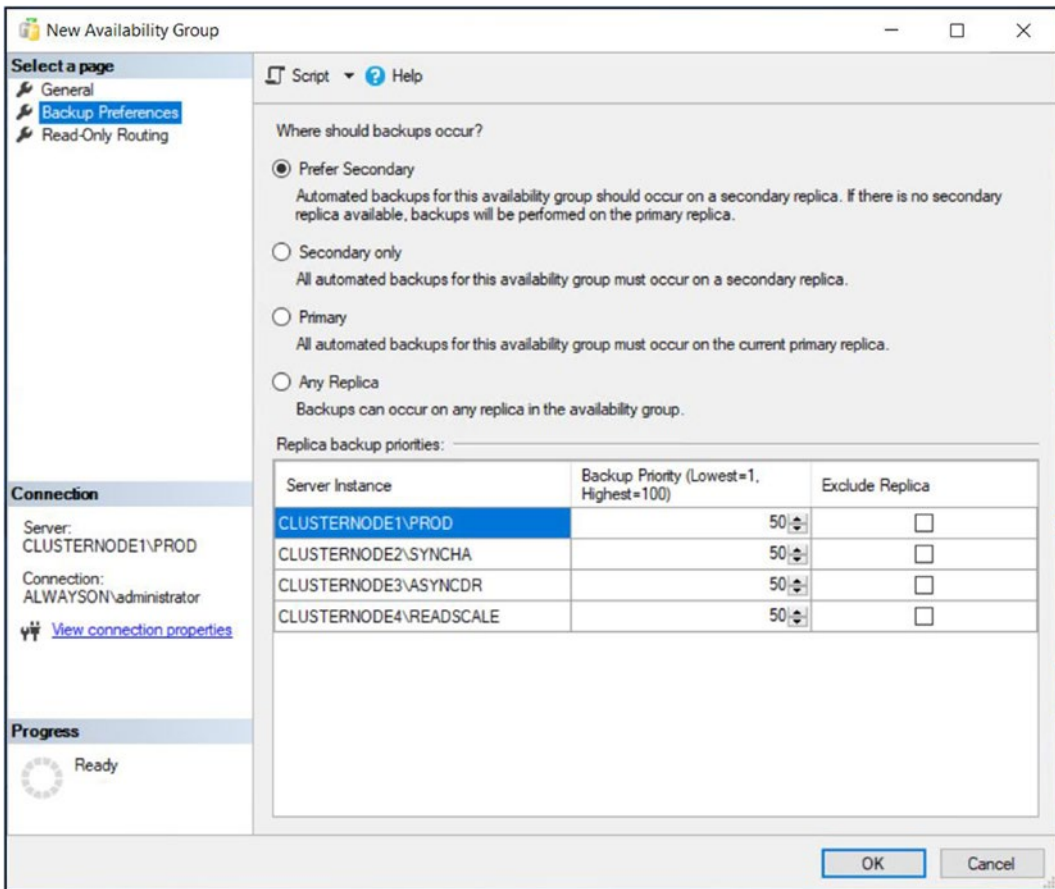 New Availability Group
Select a page
General
Backup Preferences
Read-Only Routing
Script
Help
Where should backups occur?
Prefer Secondary
Automated backups for this availability group should occur on a secondary replica. If there is no secondary
replica available, backups will be performed on the primary replica.
Secondary only
All automated backups for this availability group must occur on a secondary replica.
Primary
All automated backups for this availability group must occur on the current primary replica.
Any Replica
Backups can occur on any replica in the availability group.
Replica backup priorities:
Server Instance
Backup Priority (Lowest=1,
Highest=100)
Exclude Replica
CLUSTERNODE1\PROD 50
CLUSTERNODE2\SYNCHA 50
CLUSTERNODE3\ASYNCDR 50
CLUSTERNODE4\READSCALE 50
Connection
Server:
CLUSTERNODE1\PROD
Connection:
ALWAYSON\administrator
View connection properties
Progress
Ready
OK
Cancel